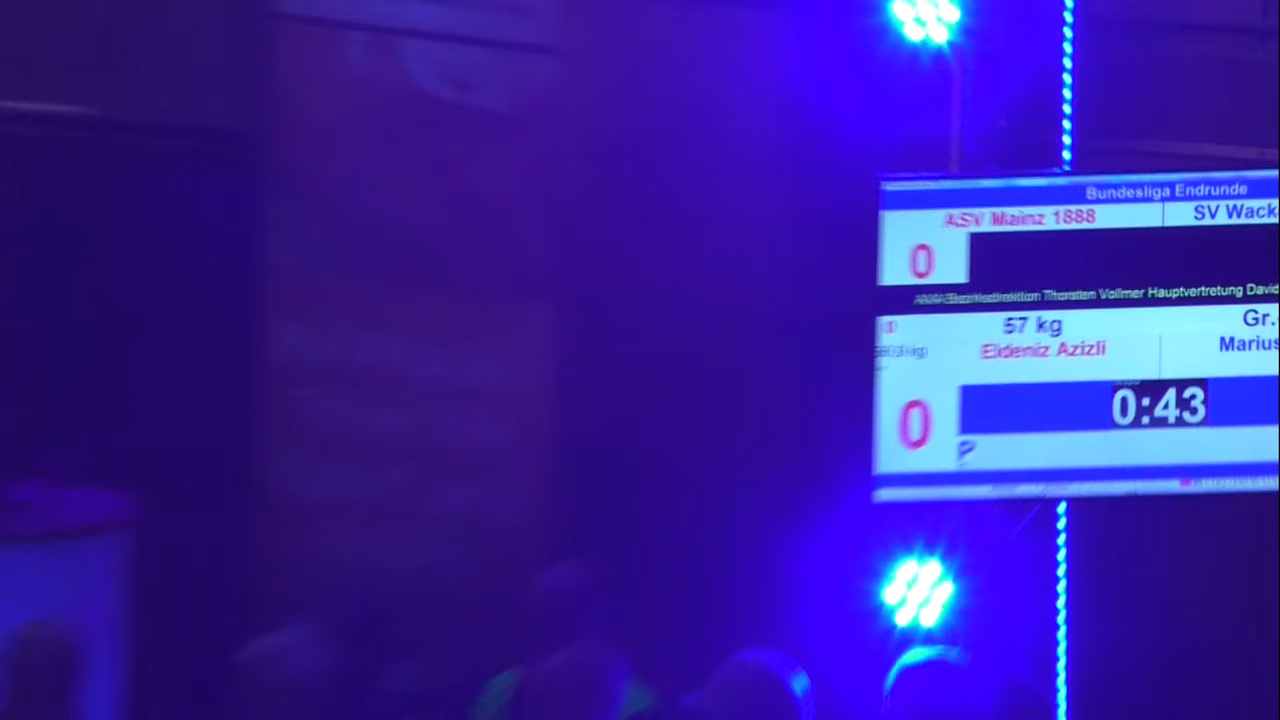 Bundesliga Endrunde
ASV Mainz 1888 SV Wack
0
Thorsten Vollmer Hauptvertretung David
57 kg Gr.
Eldeniz Azizli Marius
0:43
0
P